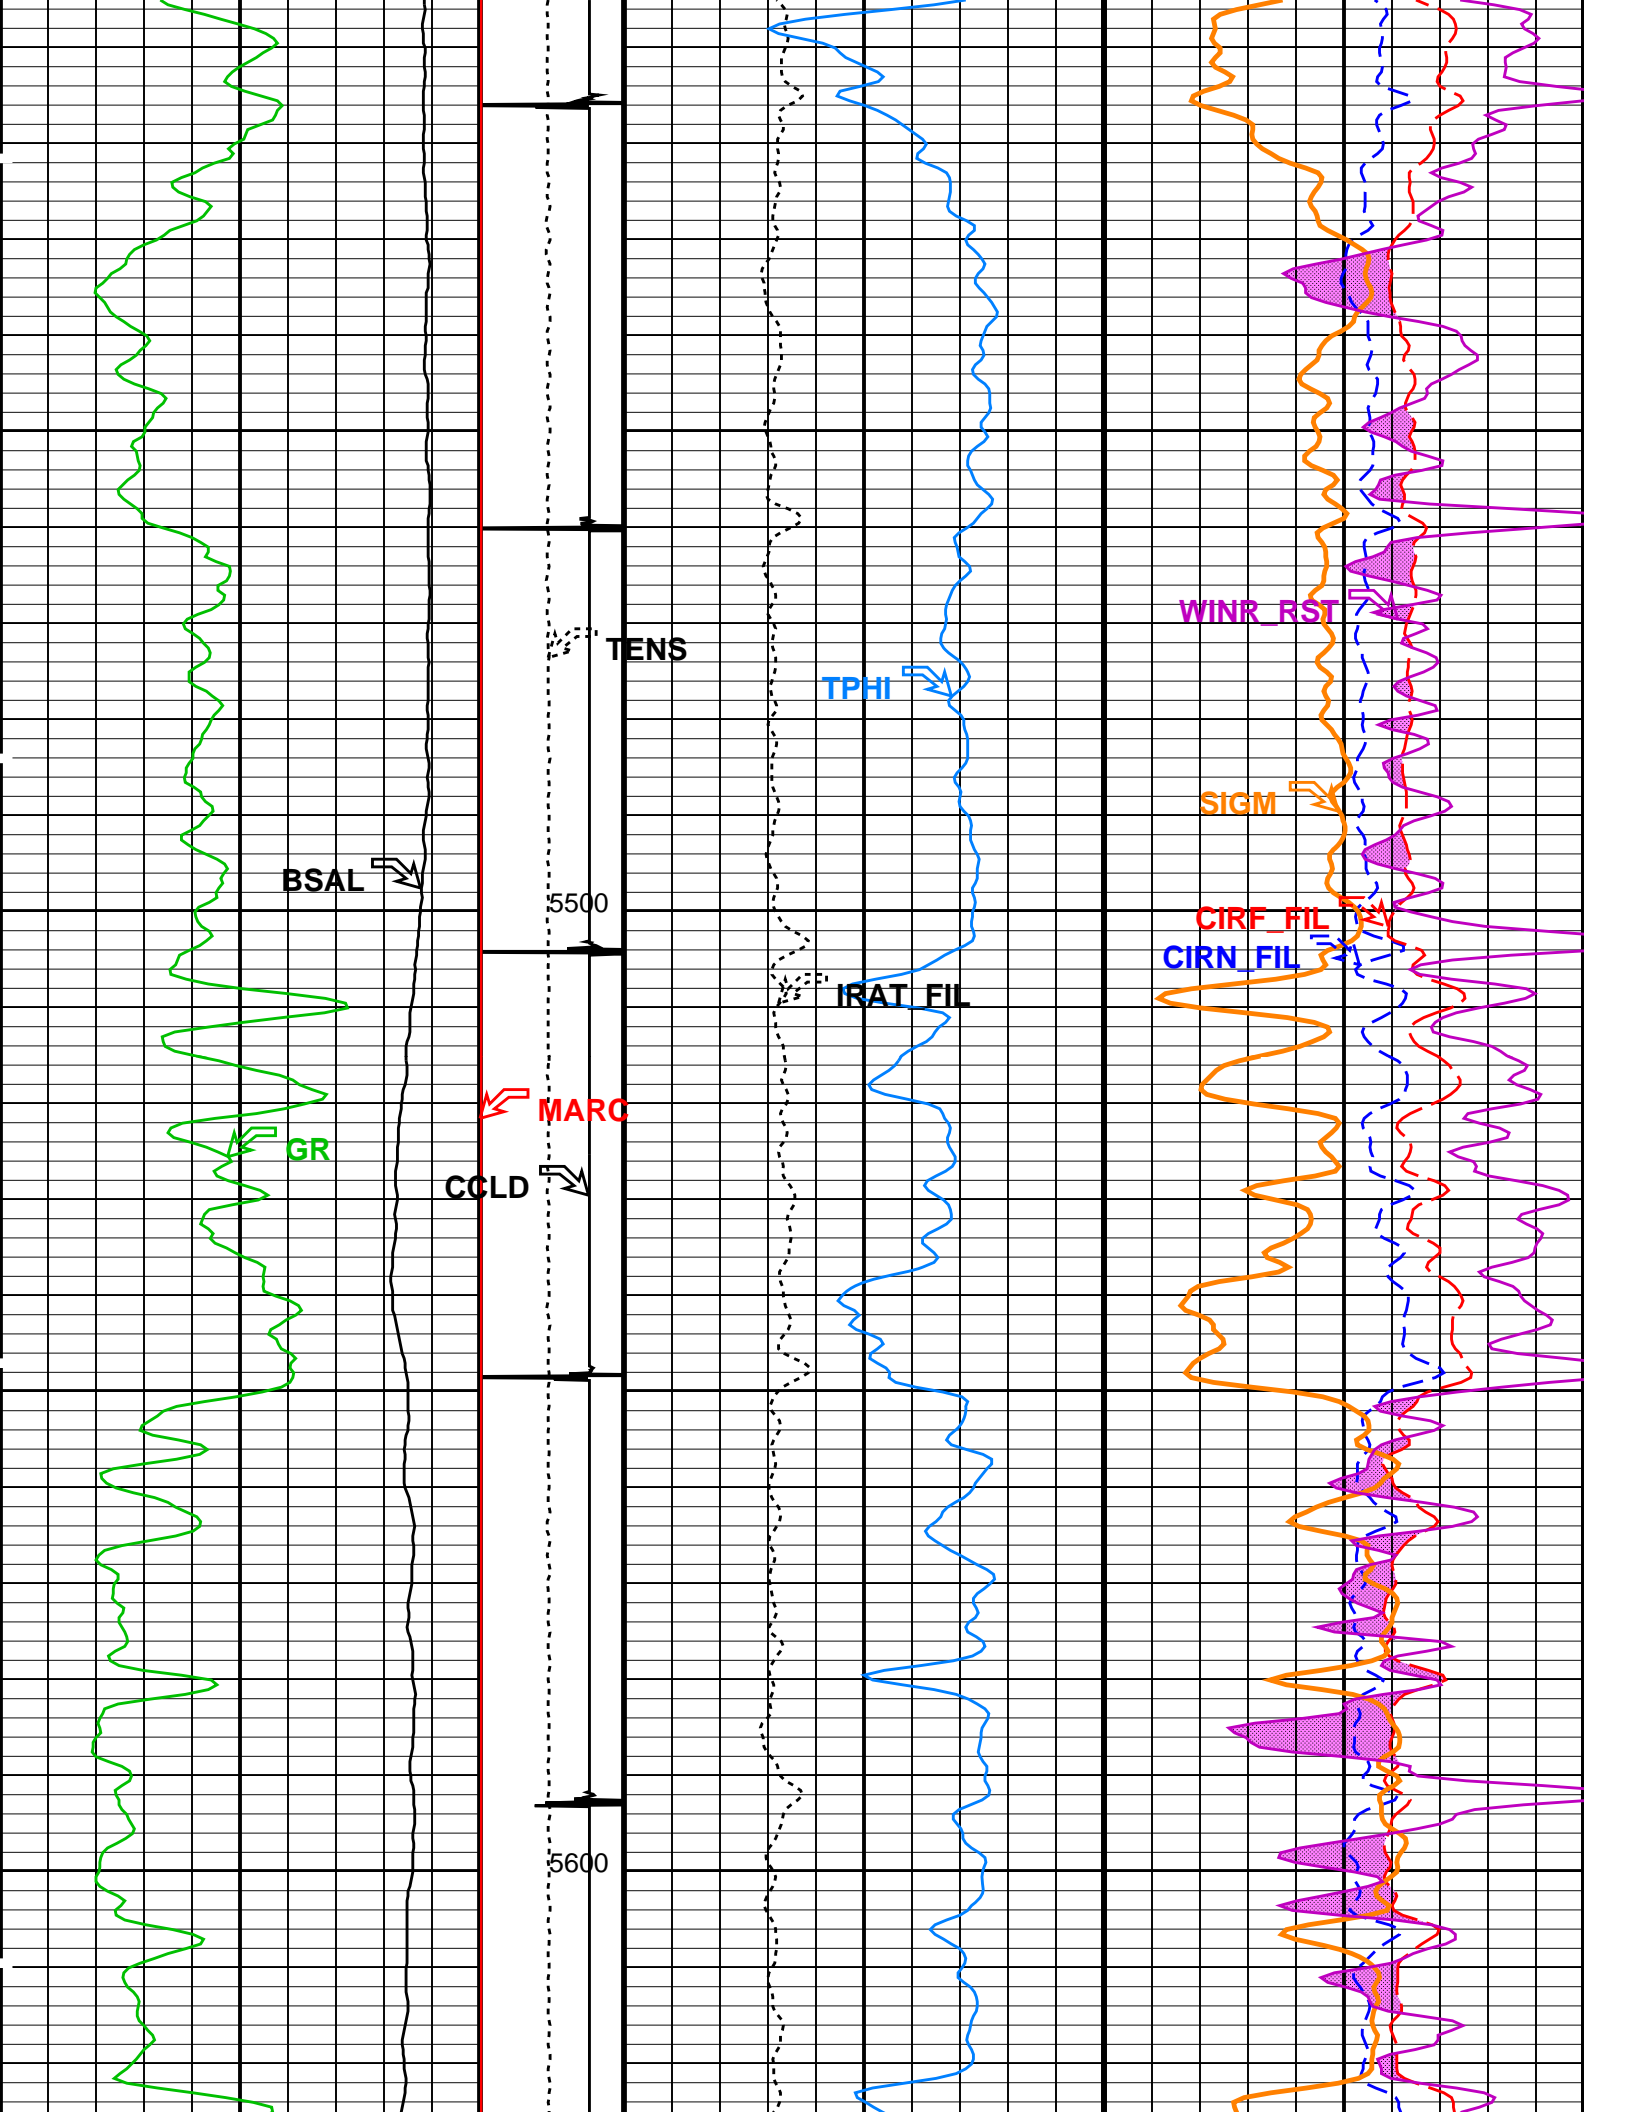 WINR_RST
TENS
TPHI
SIGM
BSAL
5500
CIRF_FIL
CIRN_FIL
IRAT_FIL
MARC
GR
CCLD
5600